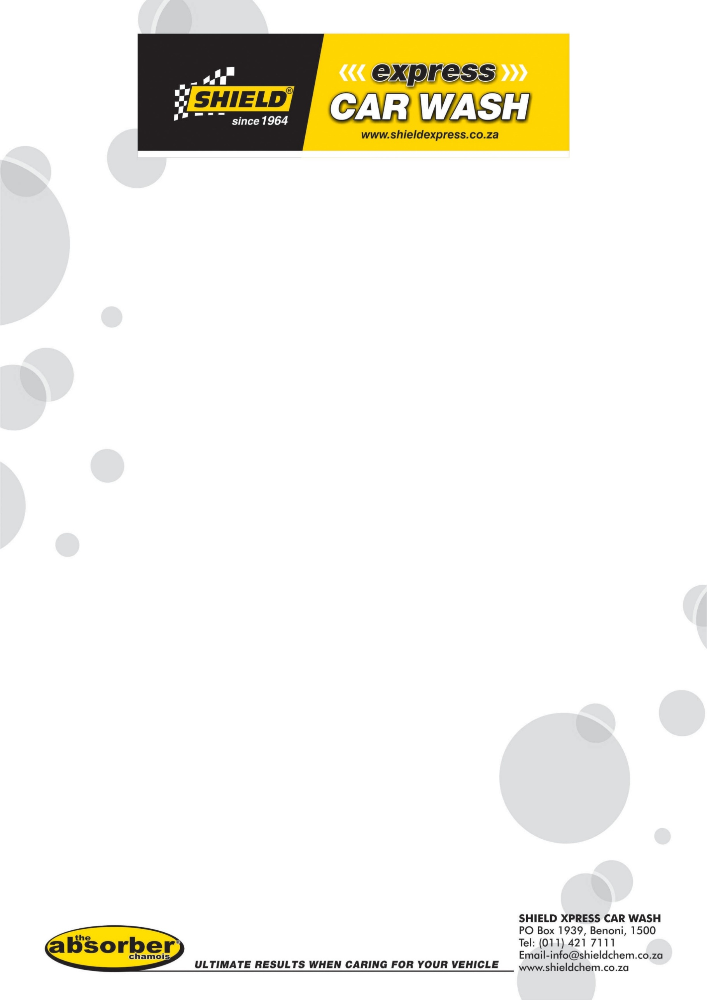 express
SHIELD®
CAR WASH
since 1964
www.shieldexpress.co.za
SHIELD XPRESS CAR WASH
PO Box 1939, Benoni, 1500
Tel: (011) 421 7111
Email-info@shieldchem.co.za
www.shieldchem.co.za
the
absorber®
chamois
ULTIMATE RESULTS WHEN CARING FOR YOUR VEHICLE